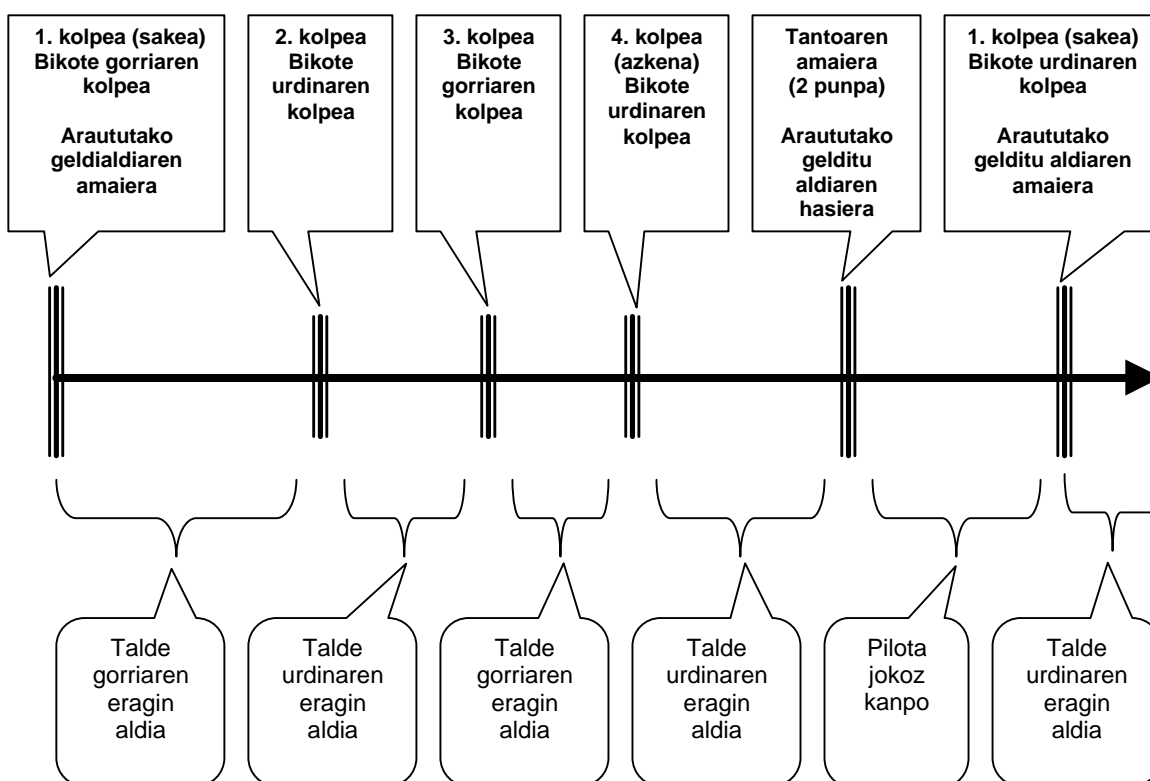 1. kolpea (sakea)
Bikote gorriaren
kolpea
Araututako
geldialdiaren
amaiera
2. kolpea
Bikote
urdinaren
kolpea
3. kolpea
Bikote
gorriaren
kolpea
4. kolpea
(azkena)
Bikote
urdinaren
kolpea
Tantoaren
amaiera
(2 punpa)
Araututako
gelditu
aldiaren
hasiera
1. kolpea (sakea)
Bikote urdinaren
kolpea
Araututako
gelditu aldiaren
amaiera
Talde
gorriaren
eragin
aldia
Talde
urdinaren
eragin
aldia
Talde
gorriaren
eragin
aldia
Talde
urdinaren
eragin
aldia
Pilota
jokoz
kanpo
Talde
urdinaren
eragin
aldia